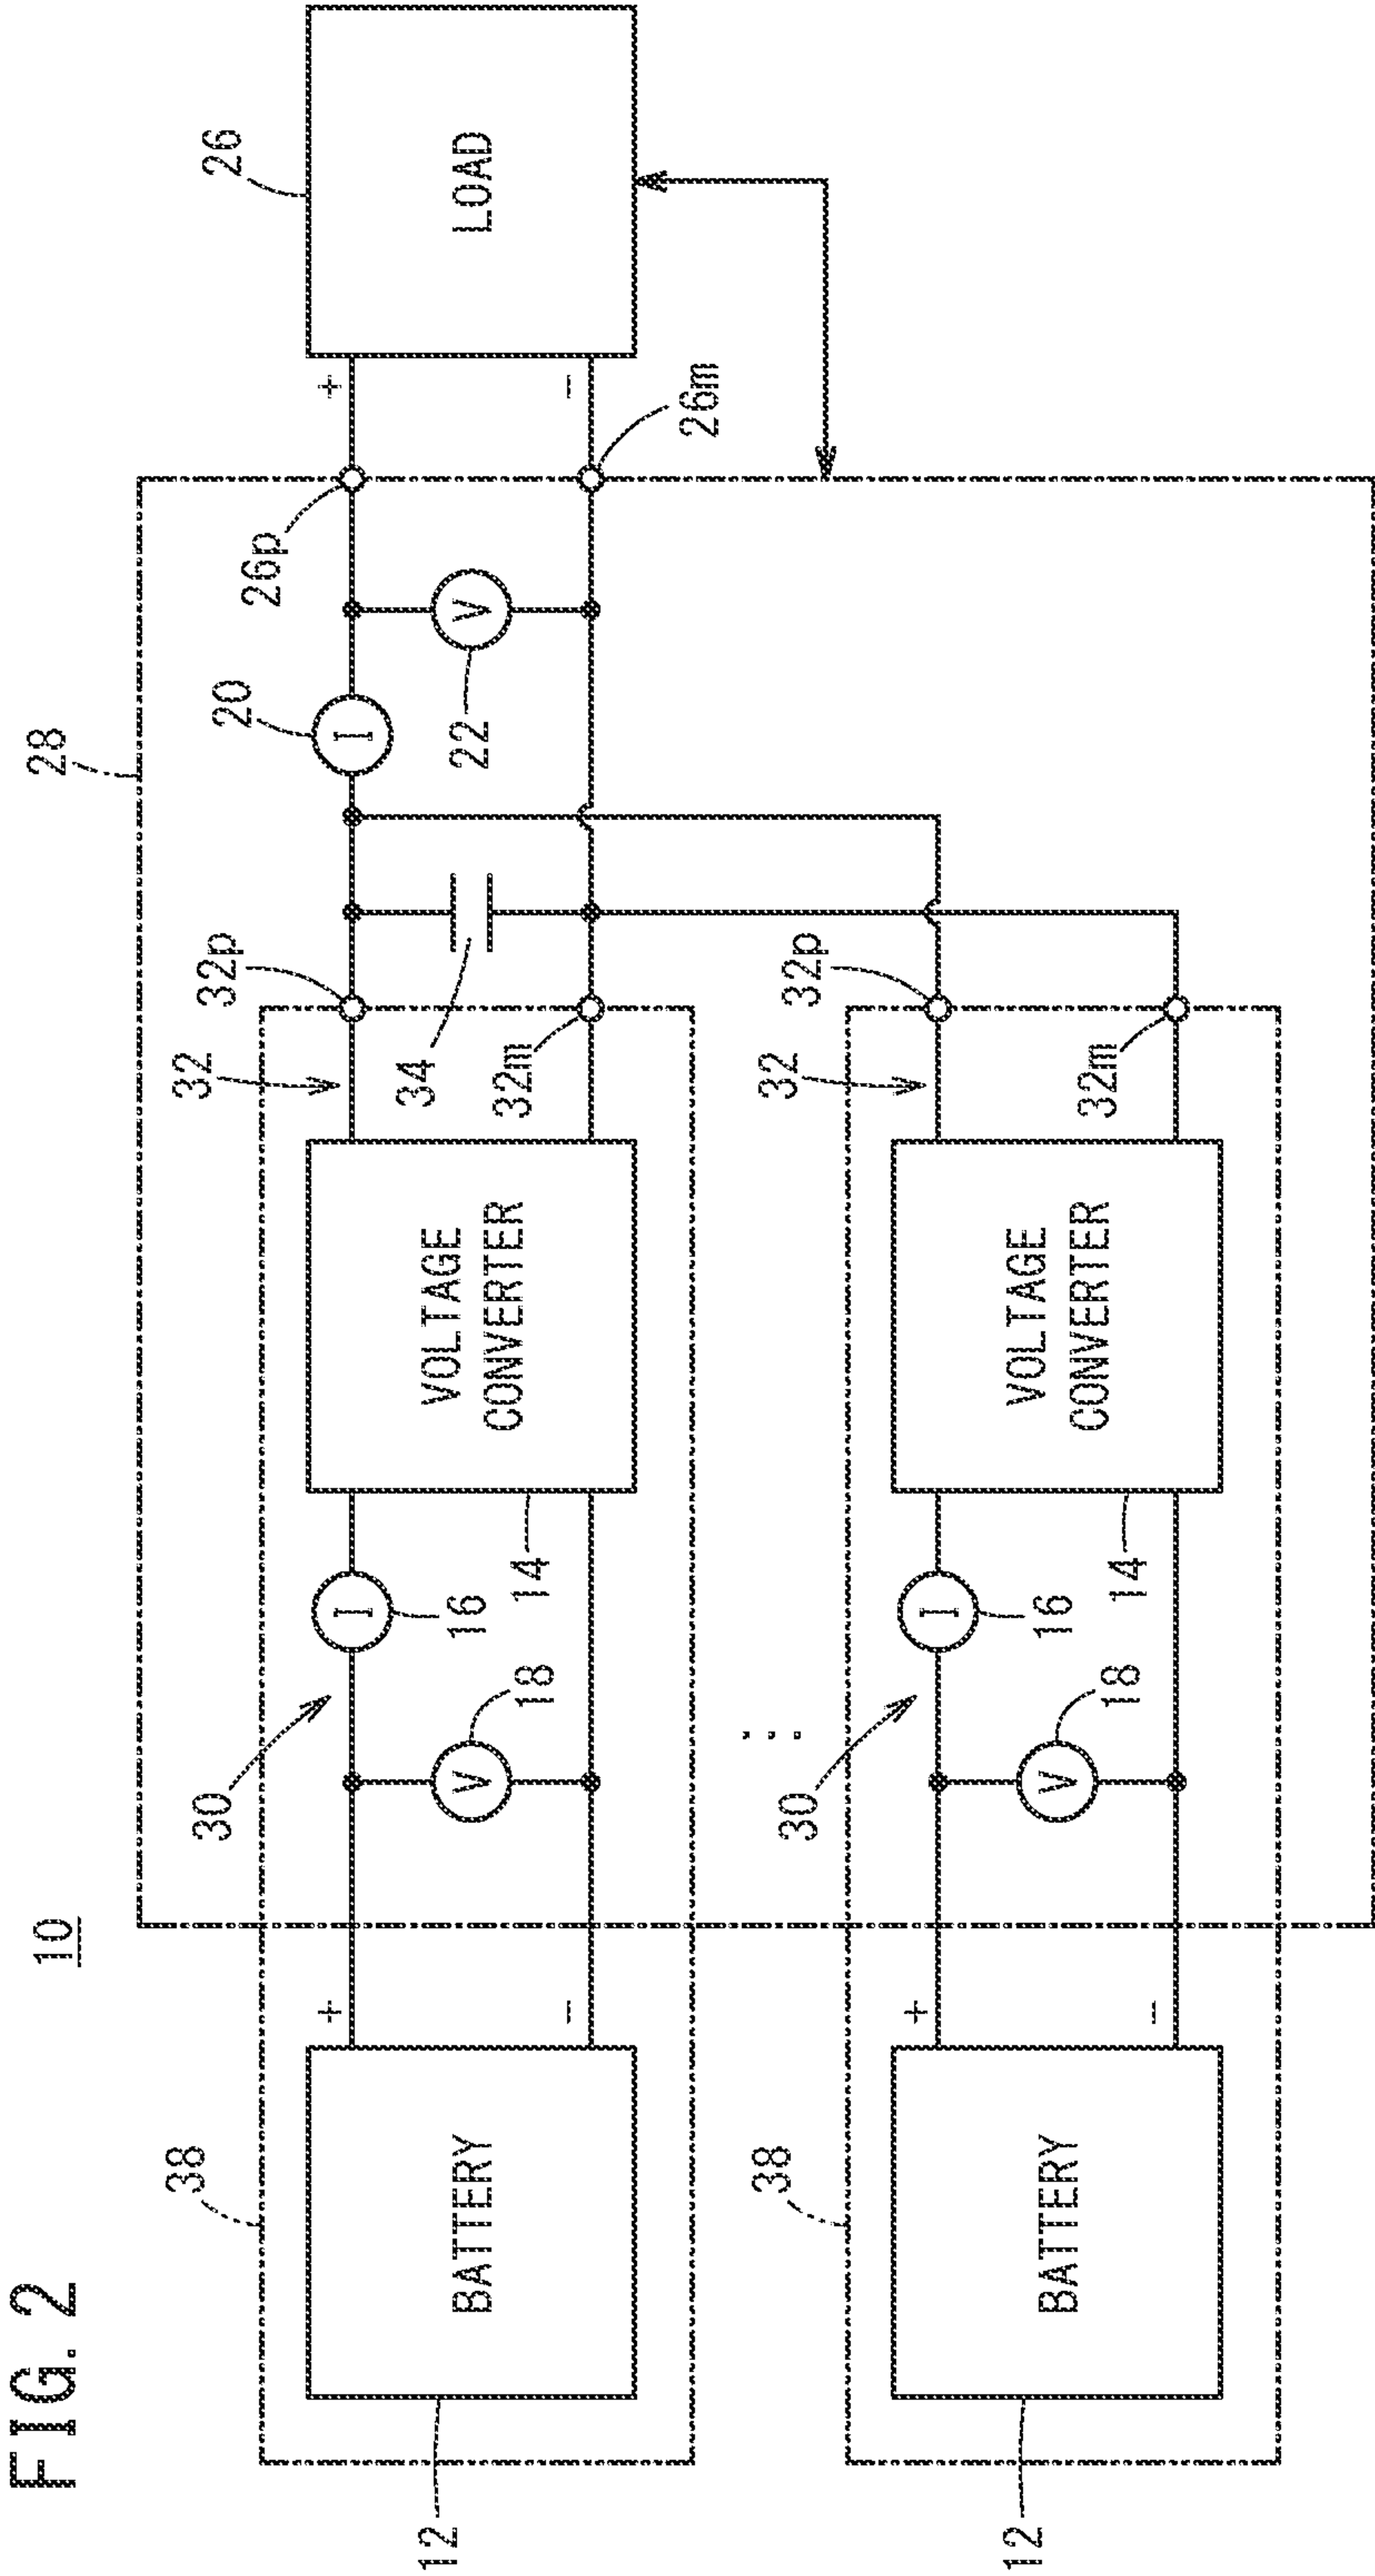 FIG. 2
10
28
26
38
30
32
32p
20
26p
+
+
LOAD
12
BATTERY
18
16
14
VOLTAGE
CONVERTER
34
32m
22
26m
V
I
I
V
−
−
38
30
32
32p
+
12
BATTERY
V
I
18
16
14
VOLTAGE
CONVERTER
32m
−